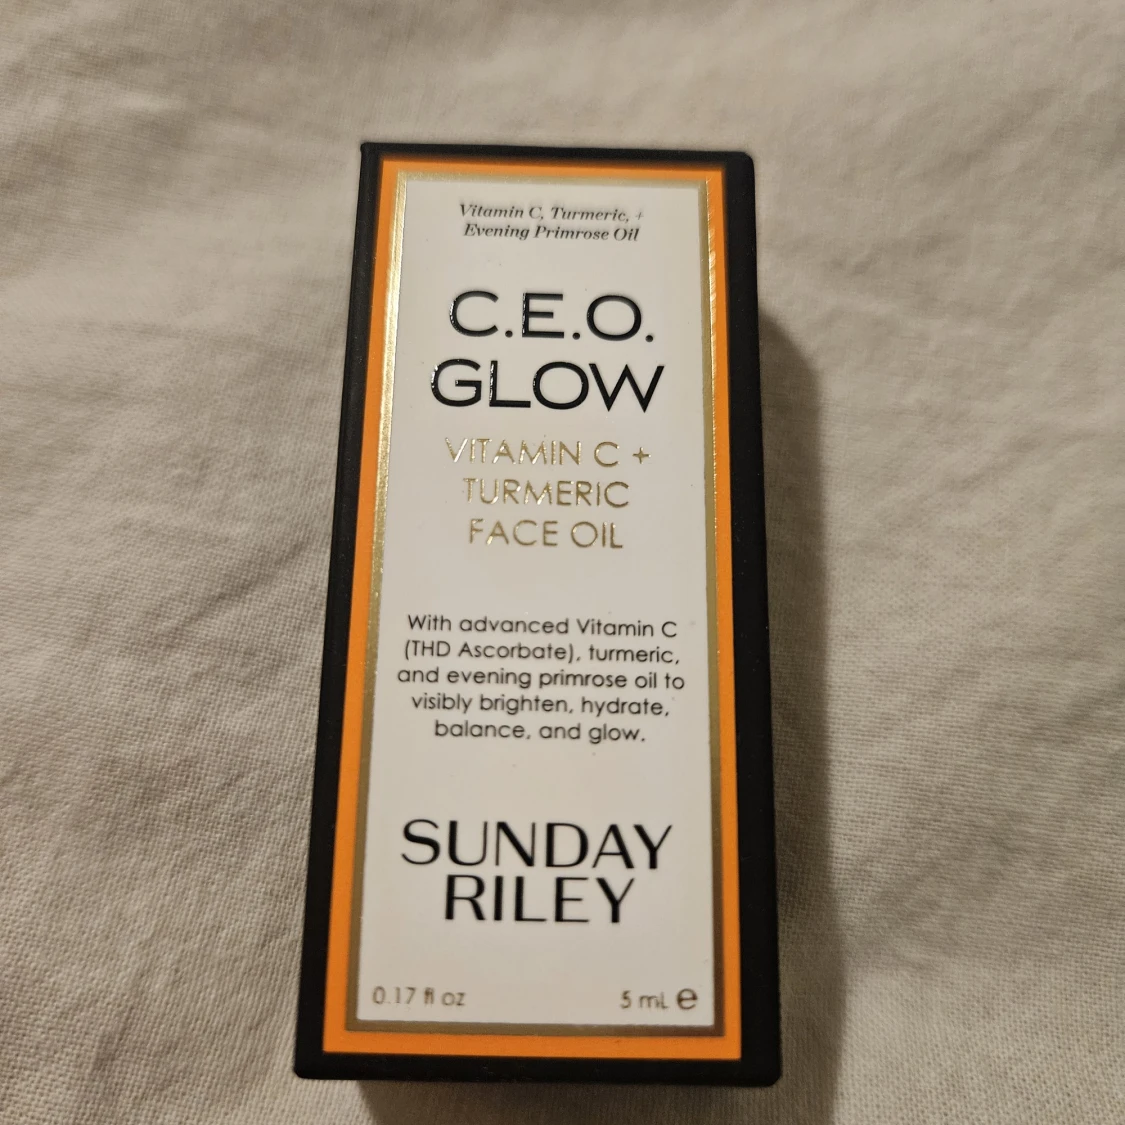 Vitamin C, Turmeric, +
Evening Primrose Oil
C.E.O.
GLOW
VITAMIN C +
TURMERIC
FACE OIL
With advanced Vitamin C
(THD Ascorbate), turmeric,
and evening primrose oil to
visibly brighten, hydrate,
balance, and glow.
SUNDAY
RILEY
0.17 fl oz 5 mL ℮